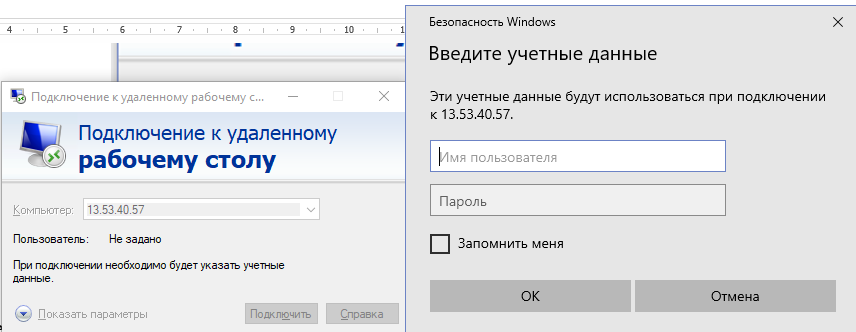 4 5 6 7 8 9 10 11
Подключение к удаленному рабочему с...
Подключение к удаленному
рабочему столу
Компьютер: 13.53.40.57
Пользователь: Не задано
При подключении необходимо будет указать учетные
данные.
Показать параметры Подключить Справка
Безопасность Windows
Введите учетные данные
Эти учетные данные будут использоваться при подключении
к 13.53.40.57.
Имя пользователя
Пароль
Запомнить меня
ОК Отмена